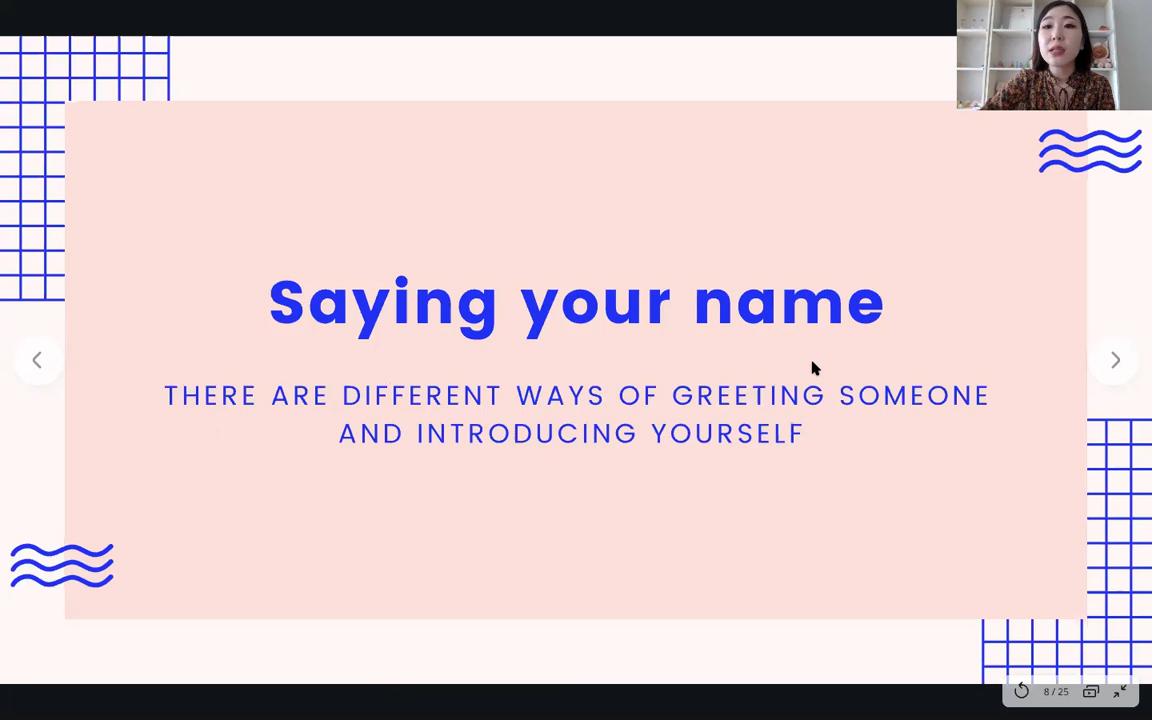 Saying your name
THERE ARE DIFFERENT WAYS OF GREETING SOMEONE
AND INTRODUCING YOURSELF
8 / 25